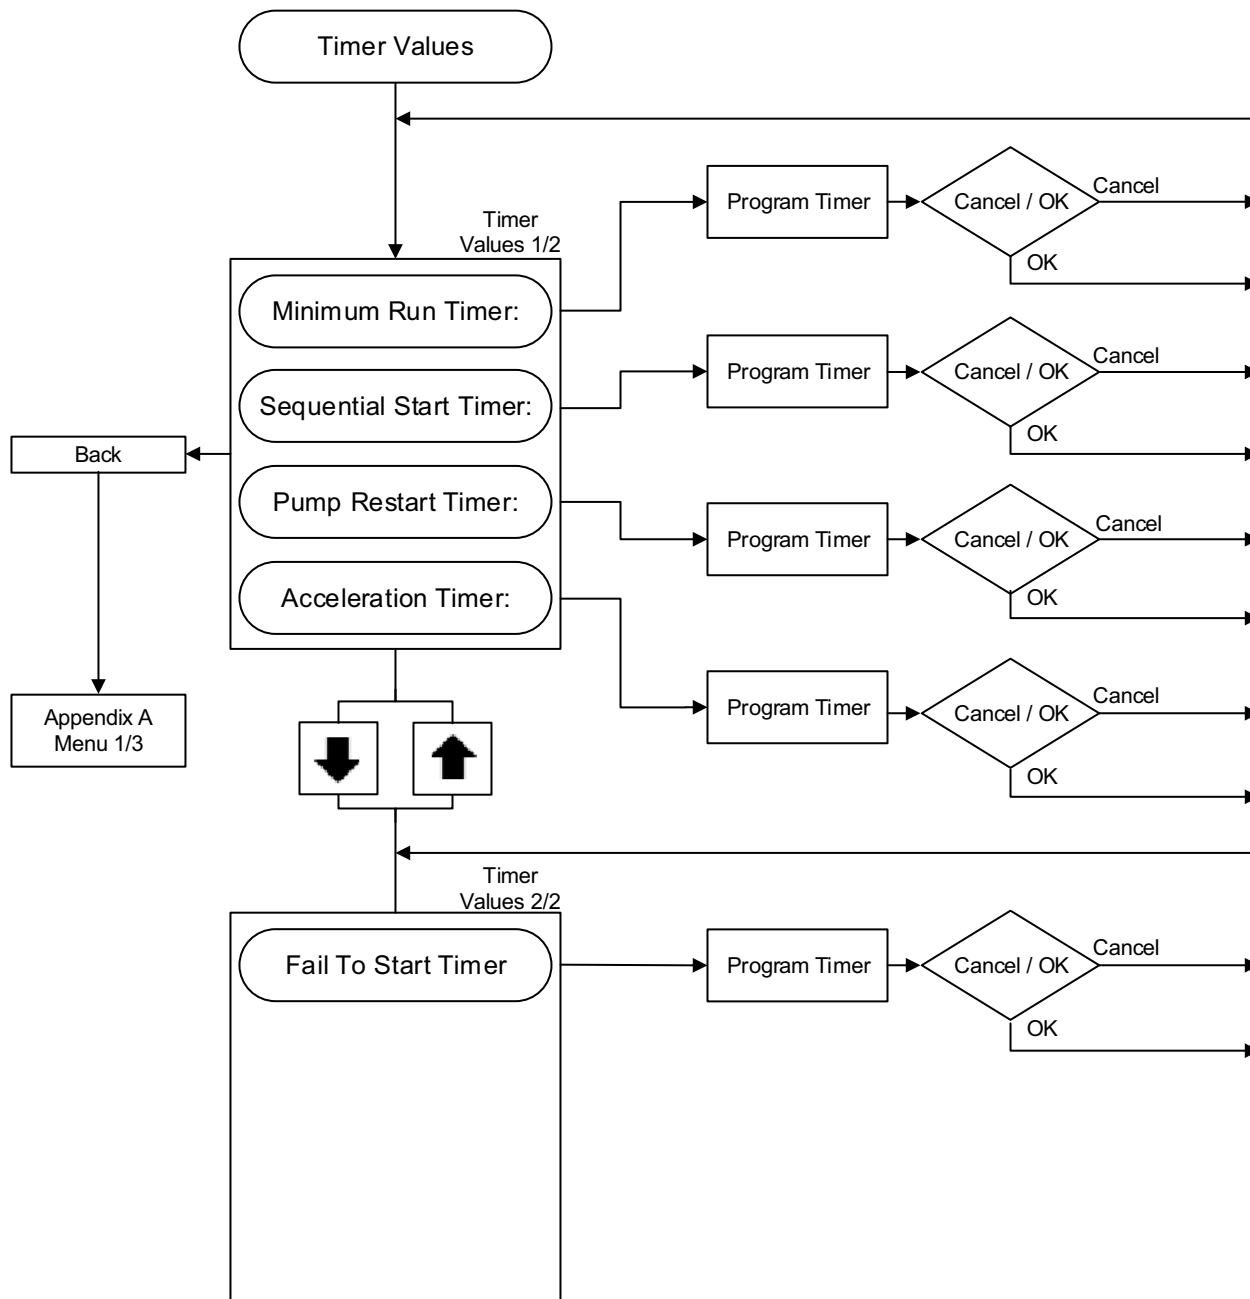 Timer Values
Timer
Values 1/2
Minimum Run Timer:
Program Timer
Cancel / OK
Cancel
OK
Sequential Start Timer:
Program Timer
Cancel / OK
Cancel
OK
Back
Pump Restart Timer:
Program Timer
Cancel / OK
Cancel
OK
Acceleration Timer:
Program Timer
Cancel / OK
Cancel
OK
Appendix A
Menu 1/3
Timer
Values 2/2
Fail To Start Timer
Program Timer
Cancel / OK
Cancel
OK